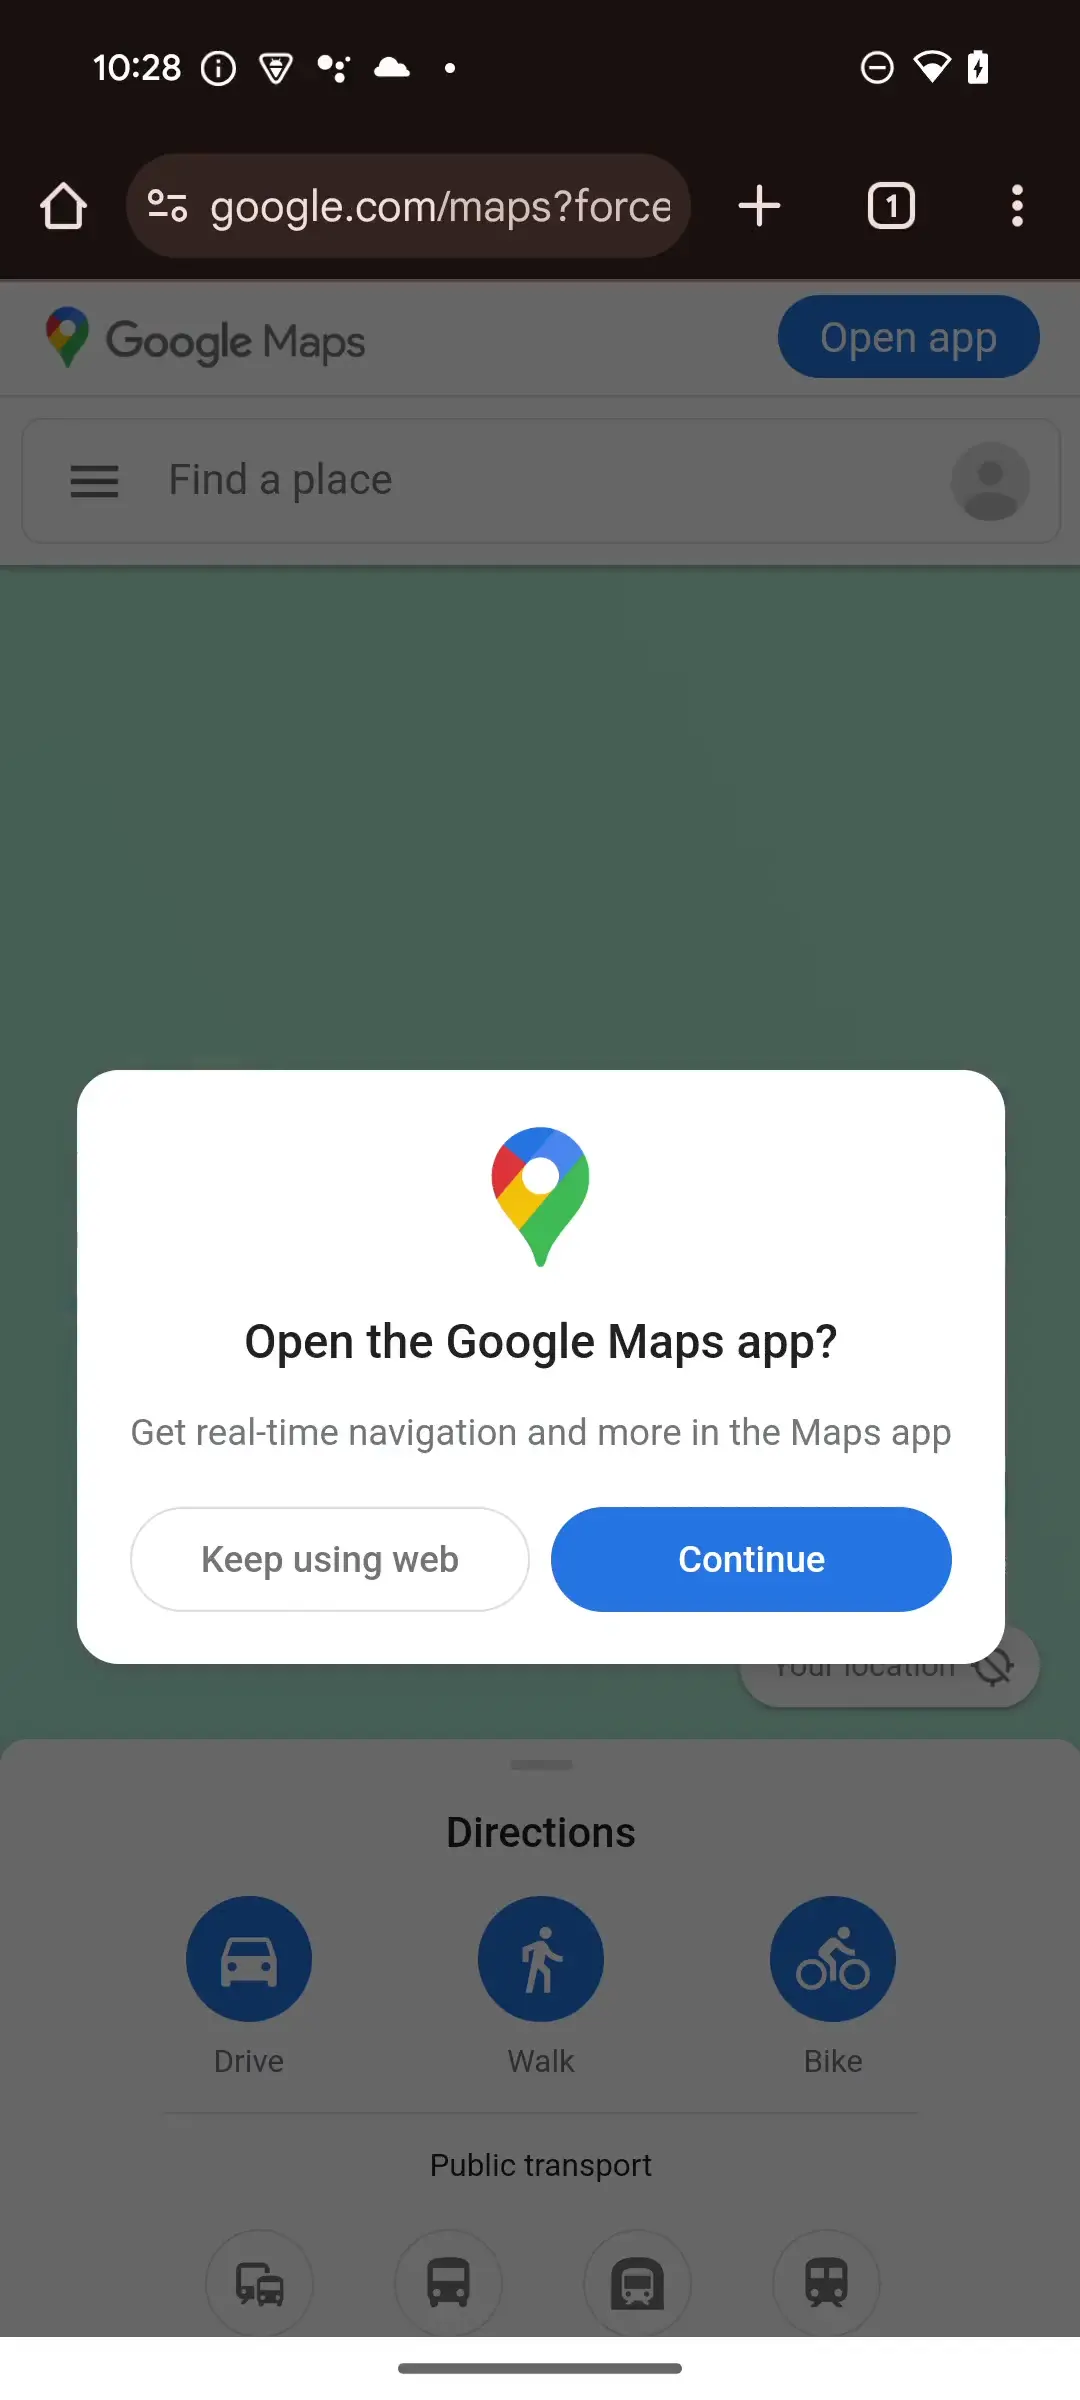 10:28
google.com/maps?force
1
Google Maps
Open app
Find a place
Open the Google Maps app?
Get real-time navigation and more in the Maps app
Keep using web
Continue
Your location
Directions
Drive
Walk
Bike
Public transport